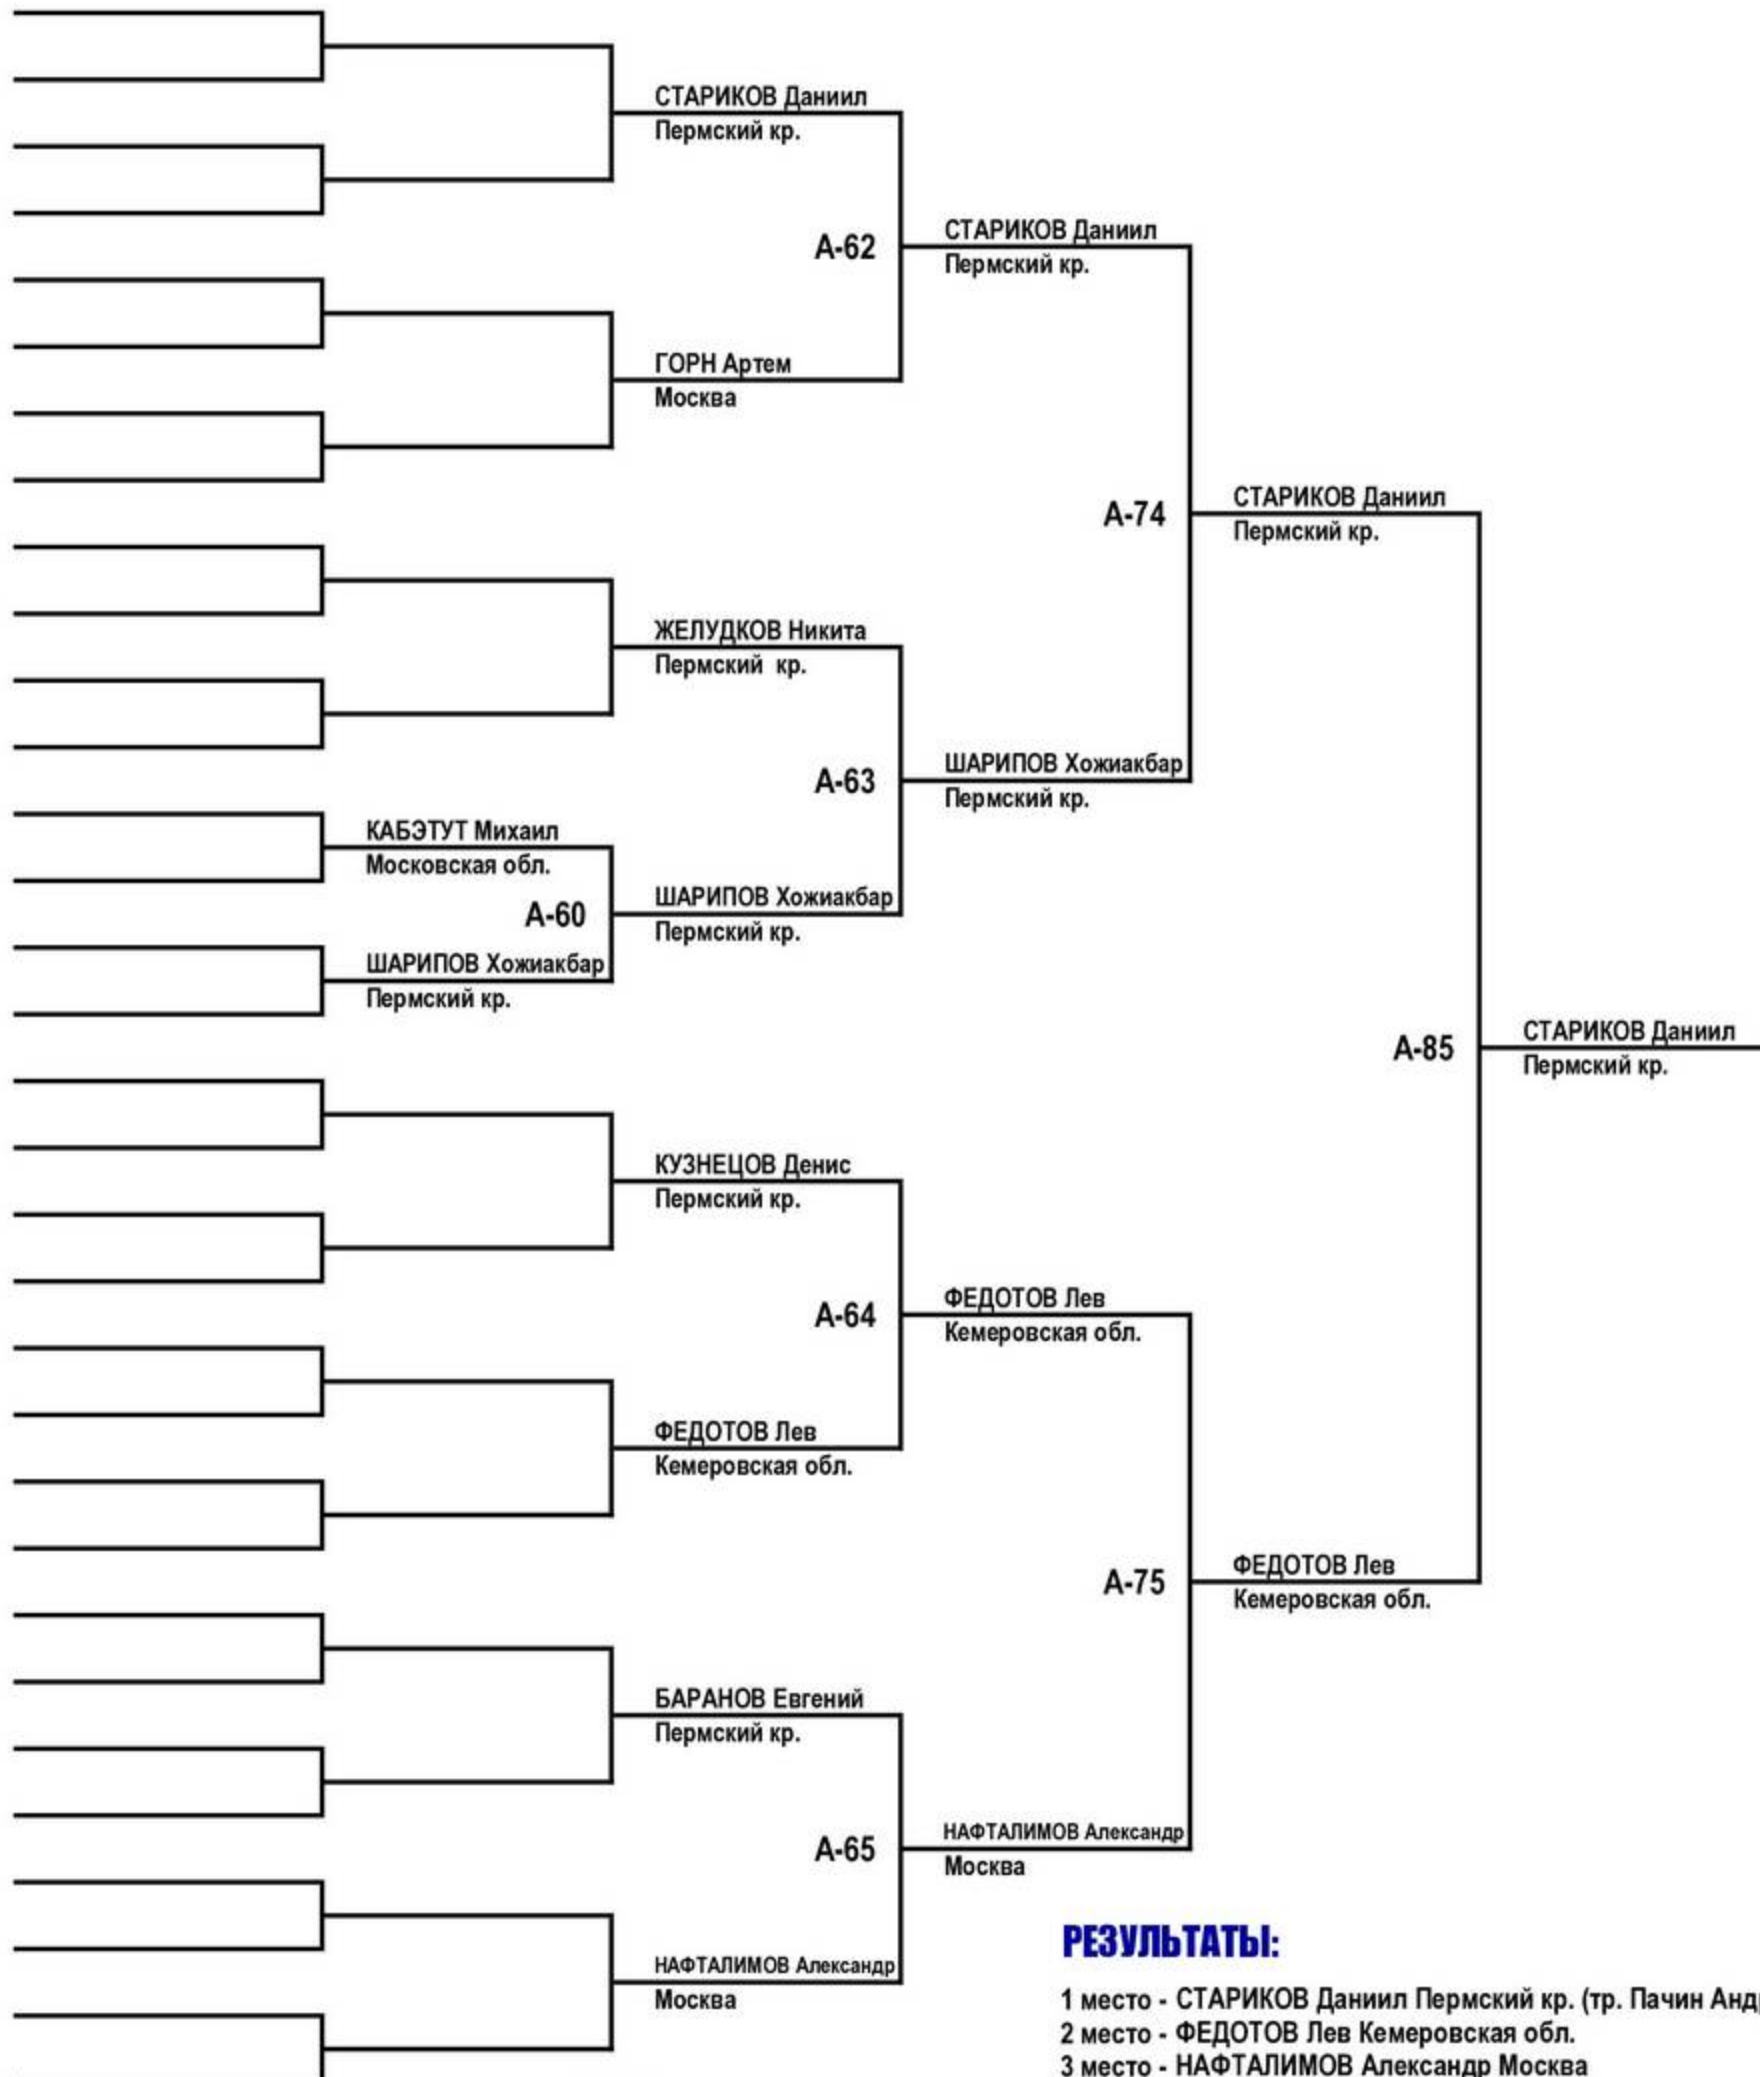 СТАРИКОВ Даниил
Пермский кр.
А-62
СТАРИКОВ Даниил
Пермский кр.
ГОРН Артем
Москва
А-74
СТАРИКОВ Даниил
Пермский кр.
ЖЕЛУДКОВ Никита
Пермский кр.
А-63
ШАРИПОВ Хожиакбар
Пермский кр.
КАБЭТУТ Михаил
Московская обл.
А-60
ШАРИПОВ Хожиакбар
Пермский кр.
ШАРИПОВ Хожиакбар
Пермский кр.
А-85
СТАРИКОВ Даниил
Пермский кр.
КУЗНЕЦОВ Денис
Пермский кр.
А-64
ФЕДОТОВ Лев
Кемеровская обл.
ФЕДОТОВ Лев
Кемеровская обл.
А-75
ФЕДОТОВ Лев
Кемеровская обл.
БАРАНОВ Евгений
Пермский кр.
А-65
НАФТАЛИМОВ Александр
Москва
НАФТАЛИМОВ Александр
Москва
РЕЗУЛЬТАТЫ:
1 место - СТАРИКОВ Даниил Пермский кр. (тр. Пачин
2 место - ФЕДОТОВ Лев Кемеровская обл.
3 место - НАФТАЛИМОВ Александр Москва